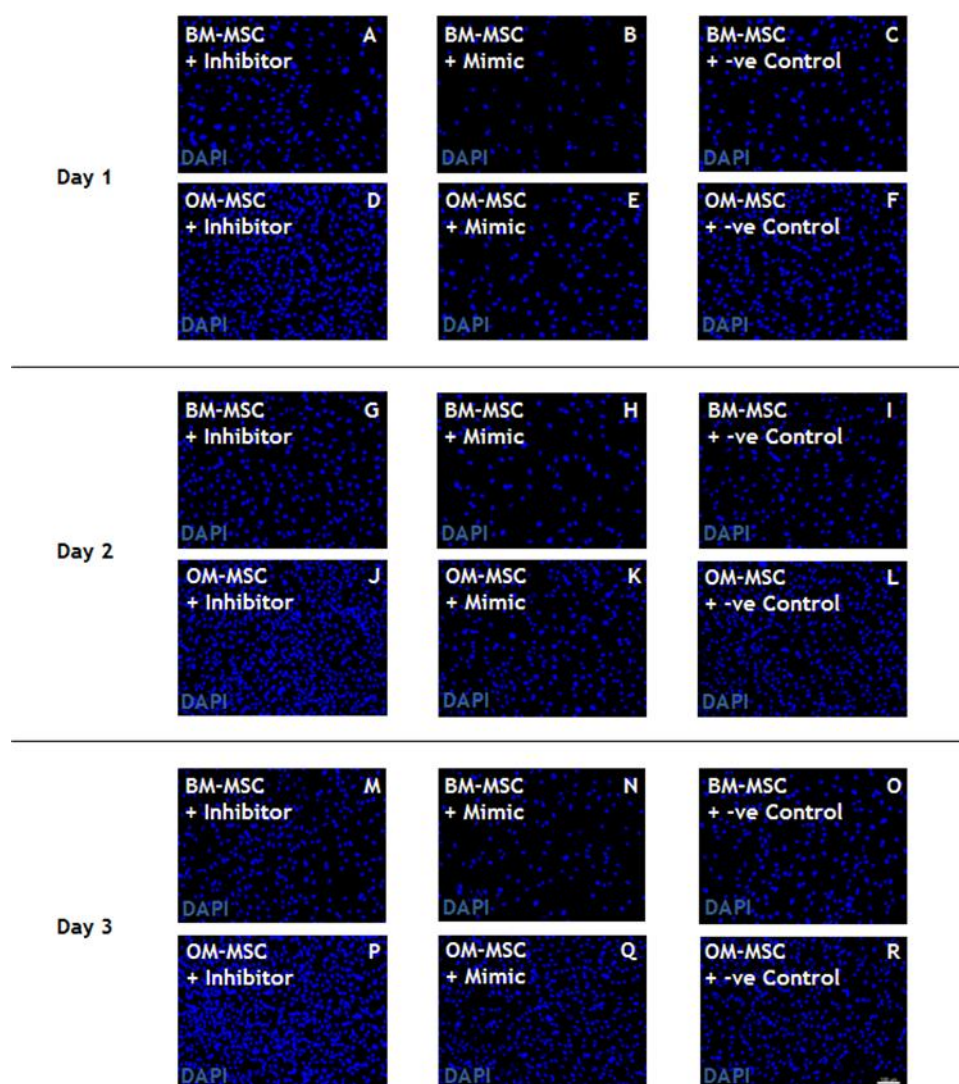 BM-MSC A
+ Inhibitor
DAPI
BM-MSC B
+ Mimic
DAPI
BM-MSC C
+ -ve Control
DAPI
Day 1
OM-MSC D
+ Inhibitor
DAPI
OM-MSC E
+ Mimic
DAPI
OM-MSC F
+ -ve Control
DAPI
BM-MSC G
+ Inhibitor
DAPI
BM-MSC H
+ Mimic
DAPI
BM-MSC I
+ -ve Control
DAPI
Day 2
OM-MSC J
+ Inhibitor
DAPI
OM-MSC K
+ Mimic
DAPI
OM-MSC L
+ -ve Control
DAPI
BM-MSC M
+ Inhibitor
DAPI
BM-MSC N
+ Mimic
DAPI
BM-MSC O
+ -ve Control
DAPI
Day 3
OM-MSC P
+ Inhibitor
DAPI
OM-MSC Q
+ Mimic
DAPI
OM-MSC R
+ -ve Control
DAPI